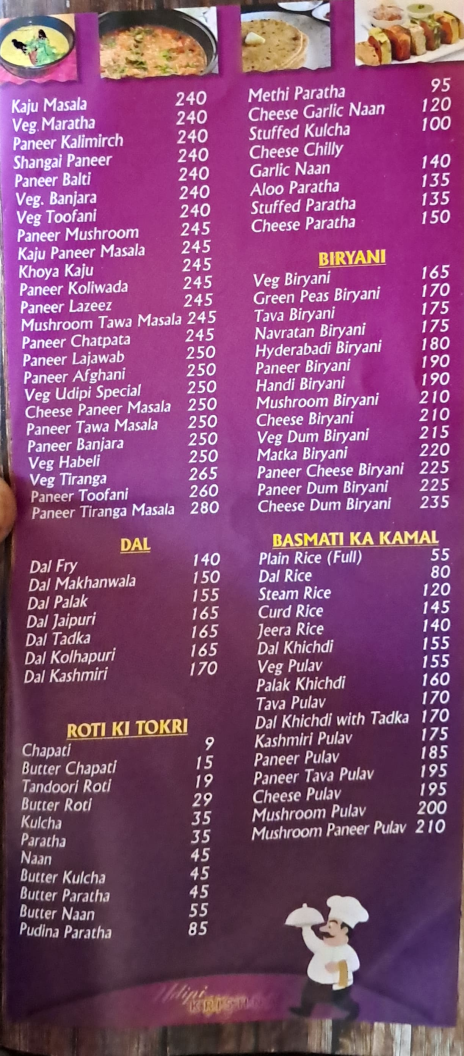 Kaju Masala 240
Veg. Maratha 240
Paneer Kalimirch 240
Shangai Paneer 240
Paneer Balti 240
Veg. Banjara 240
Veg Toofani 240
Paneer Mushroom 245
Kaju Paneer Masala 245
Khoya Kaju 245
Paneer Koliwada 245
Paneer Lazeez 245
Mushroom Tawa Masala 245
Paneer Chatpata 245
Paneer Lajawab 250
Paneer Afghani 250
Veg Udipi Special 250
Cheese Paneer Masala 250
Paneer Tawa Masala 250
Paneer Banjara 250
Veg Habeli 250
Veg Tiranga 265
Paneer Toofani 260
Paneer Tiranga Masala 280
DAL
Dal Fry 140
Dal Makhanwala 150
Dal Palak 155
Dal Jaipuri 165
Dal Tadka 165
Dal Kolhapuri 165
Dal Kashmiri 170
ROTI KI TOKRI
Chapati 9
Butter Chapati 15
Tandoori Roti 19
Butter Roti 29
Kulcha 35
Paratha 35
Naan 45
Butter Kulcha 45
Butter Paratha 45
Butter Naan 55
Pudina Paratha 85
Methi Paratha 95
Cheese Garlic Naan 120
Stuffed Kulcha 100
Cheese Chilly
Garlic Naan 140
Aloo Paratha 135
Stuffed Paratha 135
Cheese Paratha 150
BIRYANI
Veg Biryani 165
Green Peas Biryani 170
Tava Biryani 175
Navratan Biryani 175
Hyderabadi Biryani 180
Paneer Biryani 190
Handi Biryani 190
Mushroom Biryani 210
Cheese Biryani 210
Veg Dum Biryani 215
Matka Biryani 220
Paneer Cheese Biryani 225
Paneer Dum Biryani 225
Cheese Dum Biryani 235
BASMATI KA KAMAL
Plain Rice (Full) 55
Dal Rice 80
Steam Rice 120
Curd Rice 145
Jeera Rice 140
Dal Khichdi 155
Veg Pulav 155
Palak Khichdi 160
Tava Pulav 170
Dal Khichdi with Tadka 170
Kashmiri Pulav 175
Paneer Pulav 185
Paneer Tava Pulav 195
Cheese Pulav 195
Mushroom Pulav 200
Mushroom Paneer Pulav 210
Udipi